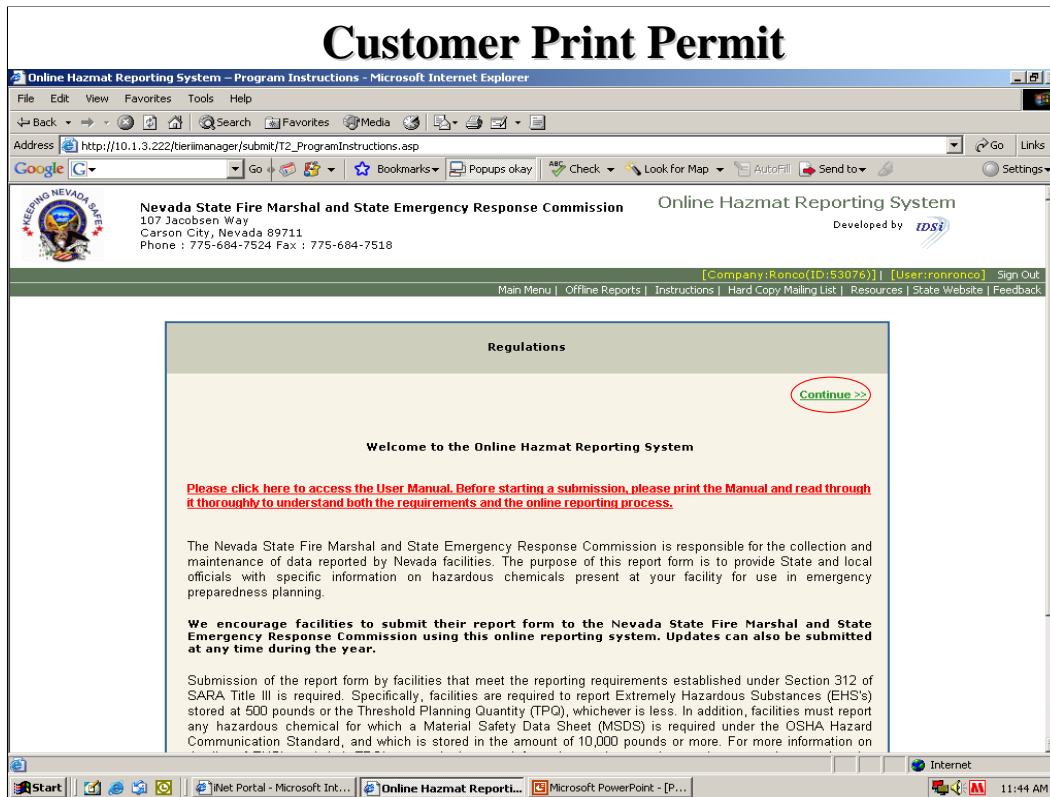 Customer Print Permit
Online Hazmat Reporting System -- Program Instructions - Microsoft Internet Explorer
File Edit View Favorites Tools Help
Back Search Favorites Media
Address http://10.1.3.222/tieriimanager/submit/T2_ProgramInstructions.asp Go Links
Google G Go Bookmarks Popups okay ABC Check Look for Map AutoFill Send to Settings
KEEPING NEVADA SAFE
Nevada State Fire Marshal and State Emergency Response Commission
107 Jacobsen Way
Carson City, Nevada 89711
Phone : 775-684-7524 Fax : 775-684-7518
Online Hazmat Reporting System
Developed by IDSi
[Company:Ronco(ID:53076)] | [User:ronronco] Sign Out
Main Menu | Offline Reports | Instructions | Hard Copy Mailing List | Resources | State Website | Feedback
Regulations
Continue >>
Welcome to the Online Hazmat Reporting System
Please click here to access the User Manual. Before starting a submission, please print the Manual and read through
it thoroughly to understand both the requirements and the online reporting process.
The Nevada State Fire Marshal and State Emergency Response Commission is responsible for the collection and
maintenance of data reported by Nevada facilities. The purpose of this report form is to provide State and local
officials with specific information on hazardous chemicals present at your facility for use in emergency
preparedness planning.
We encourage facilities to submit their report form to the Nevada State Fire Marshal and State
Emergency Response Commission using this online reporting system. Updates can also be submitted
at any time during the year.
Submission of the report form by facilities that meet the reporting requirements established under Section 312 of
SARA Title III is required. Specifically, facilities are required to report Extremely Hazardous Substances (EHS's)
stored at 500 pounds or the Threshold Planning Quantity (TPQ), whichever is less. In addition, facilities must report
any hazardous chemical for which a Material Safety Data Sheet (MSDS) is required under the OSHA Hazard
Communication Standard, and which is stored in the amount of 10,000 pounds or more. For more information on
Internet
Start iNet Portal - Microsoft Int... Online Hazmat Reporti... Microsoft PowerPoint - [P... 11:44 AM